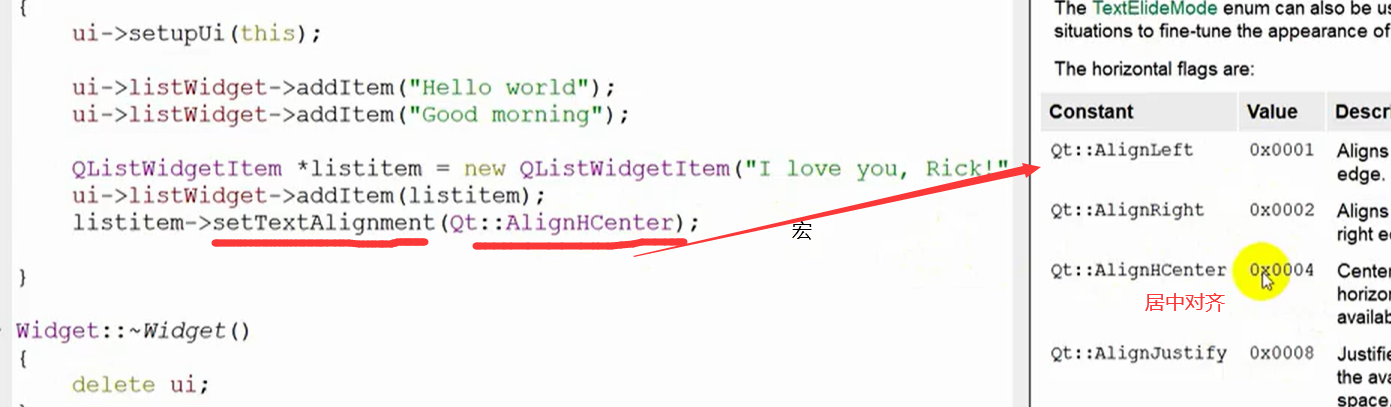 {
ui->setupUi(this);
ui->listWidget->addItem("Hello world");
ui->listWidget->addItem("Good morning");
QListWidgetItem *listitem = new QListWidgetItem("I love you, Rick!"
ui->listWidget->addItem(listitem);
listitem->setTextAlignment(Qt::AlignHCenter);
宏
}
Widget::~Widget()
{
delete ui;
The TextElideMode enum can also be us
situations to fine-tune the appearance of
The horizontal flags are:
Constant Value Descri
Qt::AlignLeft 0x0001 Aligns
edge.
Qt::AlignRight 0x0002 Aligns
right e
Qt::AlignHCenter 0x0004 Center
居中对齐 horizon
availab
Qt::AlignJustify 0x0008 Justifie
the ava
space.